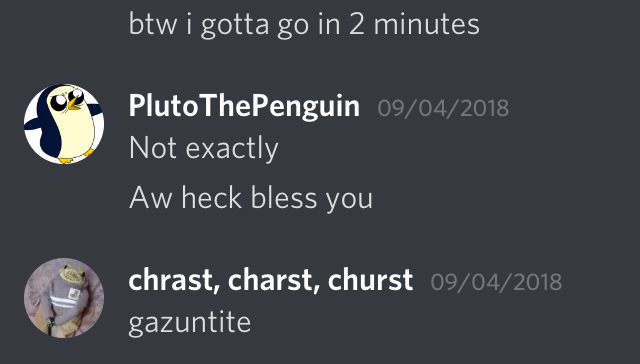 btw i gotta go in 2 minutes
PlutoThePenguin 09/04/2018
Not exactly
Aw heck bless you
chrast, charst, churst 09/04/2018
gazuntite